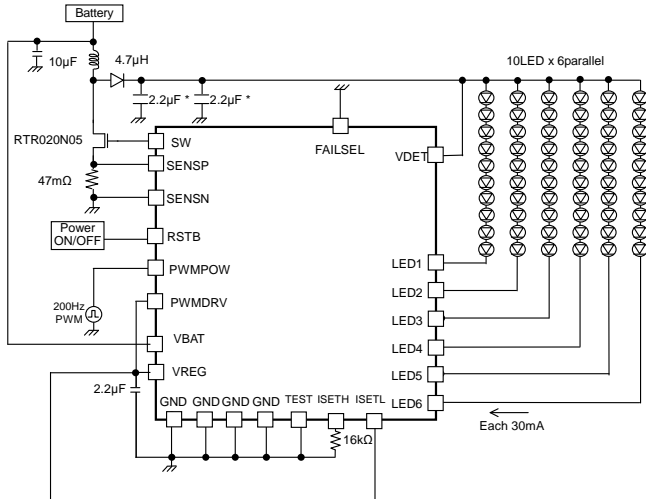 Battery
10µF
4.7µH
10LED x 6parallel
2.2µF *
2.2µF *
RTR020N05
SW
FAILSEL
SENSP
VDET
47mΩ
SENSN
Power
ON/OFF
RSTB
LED1
PWMPOW
LED2
200Hz
PWM
PWMDRV
LED3
VBAT
LED4
VREG
LED5
2.2µF
GND
GND
GND
GND
TEST
ISETH
ISETL
LED6
16kΩ
Each 30mA